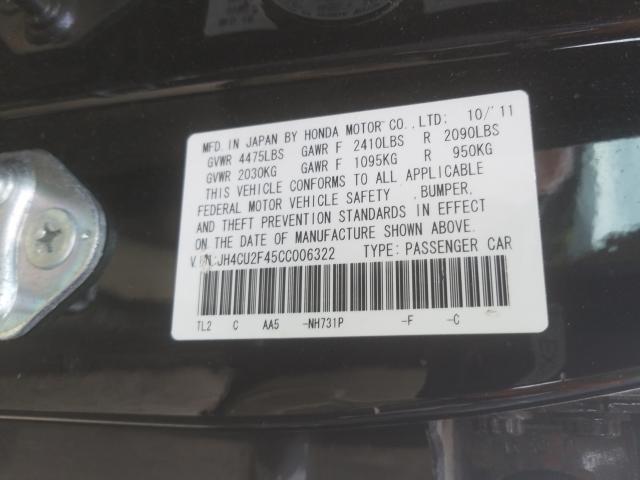 MFD. IN JAPAN BY HONDA MOTOR CO., LTD: 10/'11
GVWR 4475LBS GAWR F 2410LBS R 2090LBS
GVWR 2030KG GAWR F 1095KG R 950KG
THIS VEHICLE CONFORMS TO ALL APPLICABLE
FEDERAL MOTOR VEHICLE SAFETY , BUMPER,
AND THEFT PREVENTION STANDARDS IN EFFECT
ON THE DATE OF MANUFACTURE SHOWN ABOVE.
V.I.N:JH4CU2F45CC006322 TYPE: PASSENGER CAR
TL2 C AA5 -NH731P -F -C